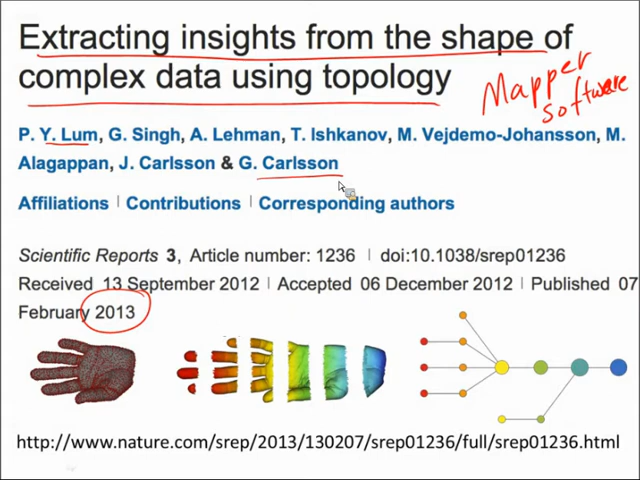 Extracting insights from the shape of
complex data using topology
Mapper
software
P. Y. Lum, G. Singh, A. Lehman, T. Ishkanov, M. Vejdemo-Johansson, M.
Alagappan, J. Carlsson & G. Carlsson
Affiliations | Contributions | Corresponding authors
Scientific Reports 3, Article number: 1236 | doi:10.1038/srep01236
Received 13 September 2012 | Accepted 06 December 2012 | Published 07
February 2013
http://www.nature.com/srep/2013/130207/srep01236/full/srep01236.html